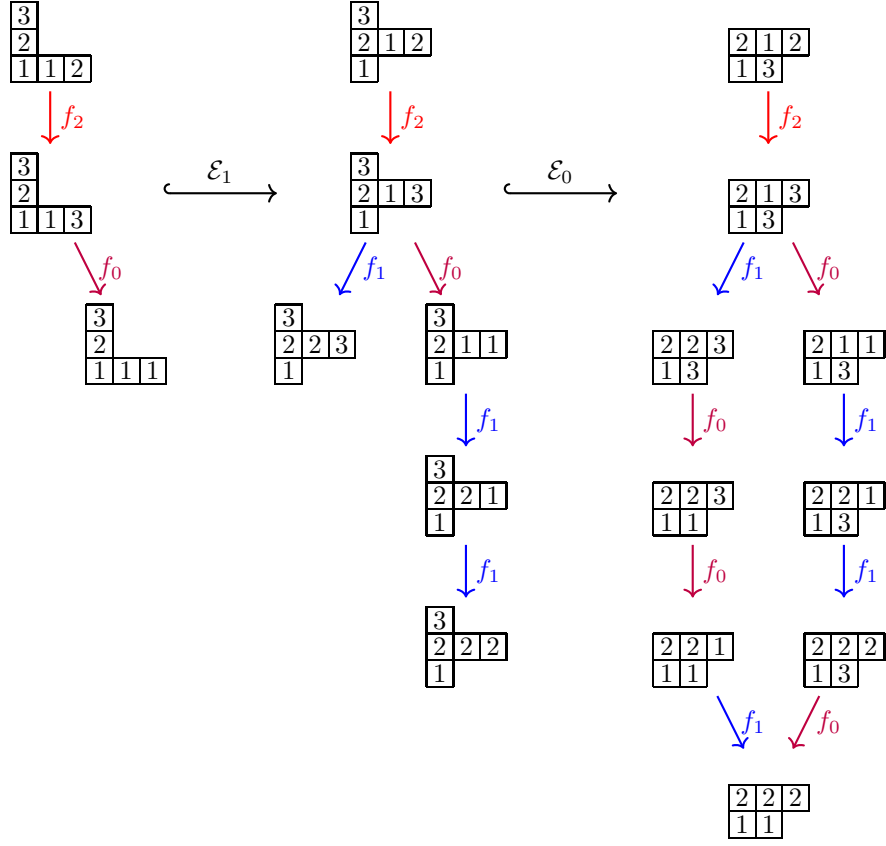 3 3
2 2 1 2 2 1 2
1 1 2 1 1 3
f₂ f₂ f₂
3 ℰ₁ 3 ℰ₀
2 2 1 3 2 1 3
1 1 3 1 1 3
f₀ f₁ f₀ f₁ f₀
3 3 3
2 2 2 3 2 1 1 2 2 3 2 1 1
1 1 1 1 1 1 3 1 3
f₁ f₀ f₁
3
2 2 1 2 2 3 2 2 1
1 1 1 1 3
f₁ f₀ f₁
3
2 2 2 2 2 1 2 2 2
1 1 1 1 3
f₁ f₀
2 2 2
1 1